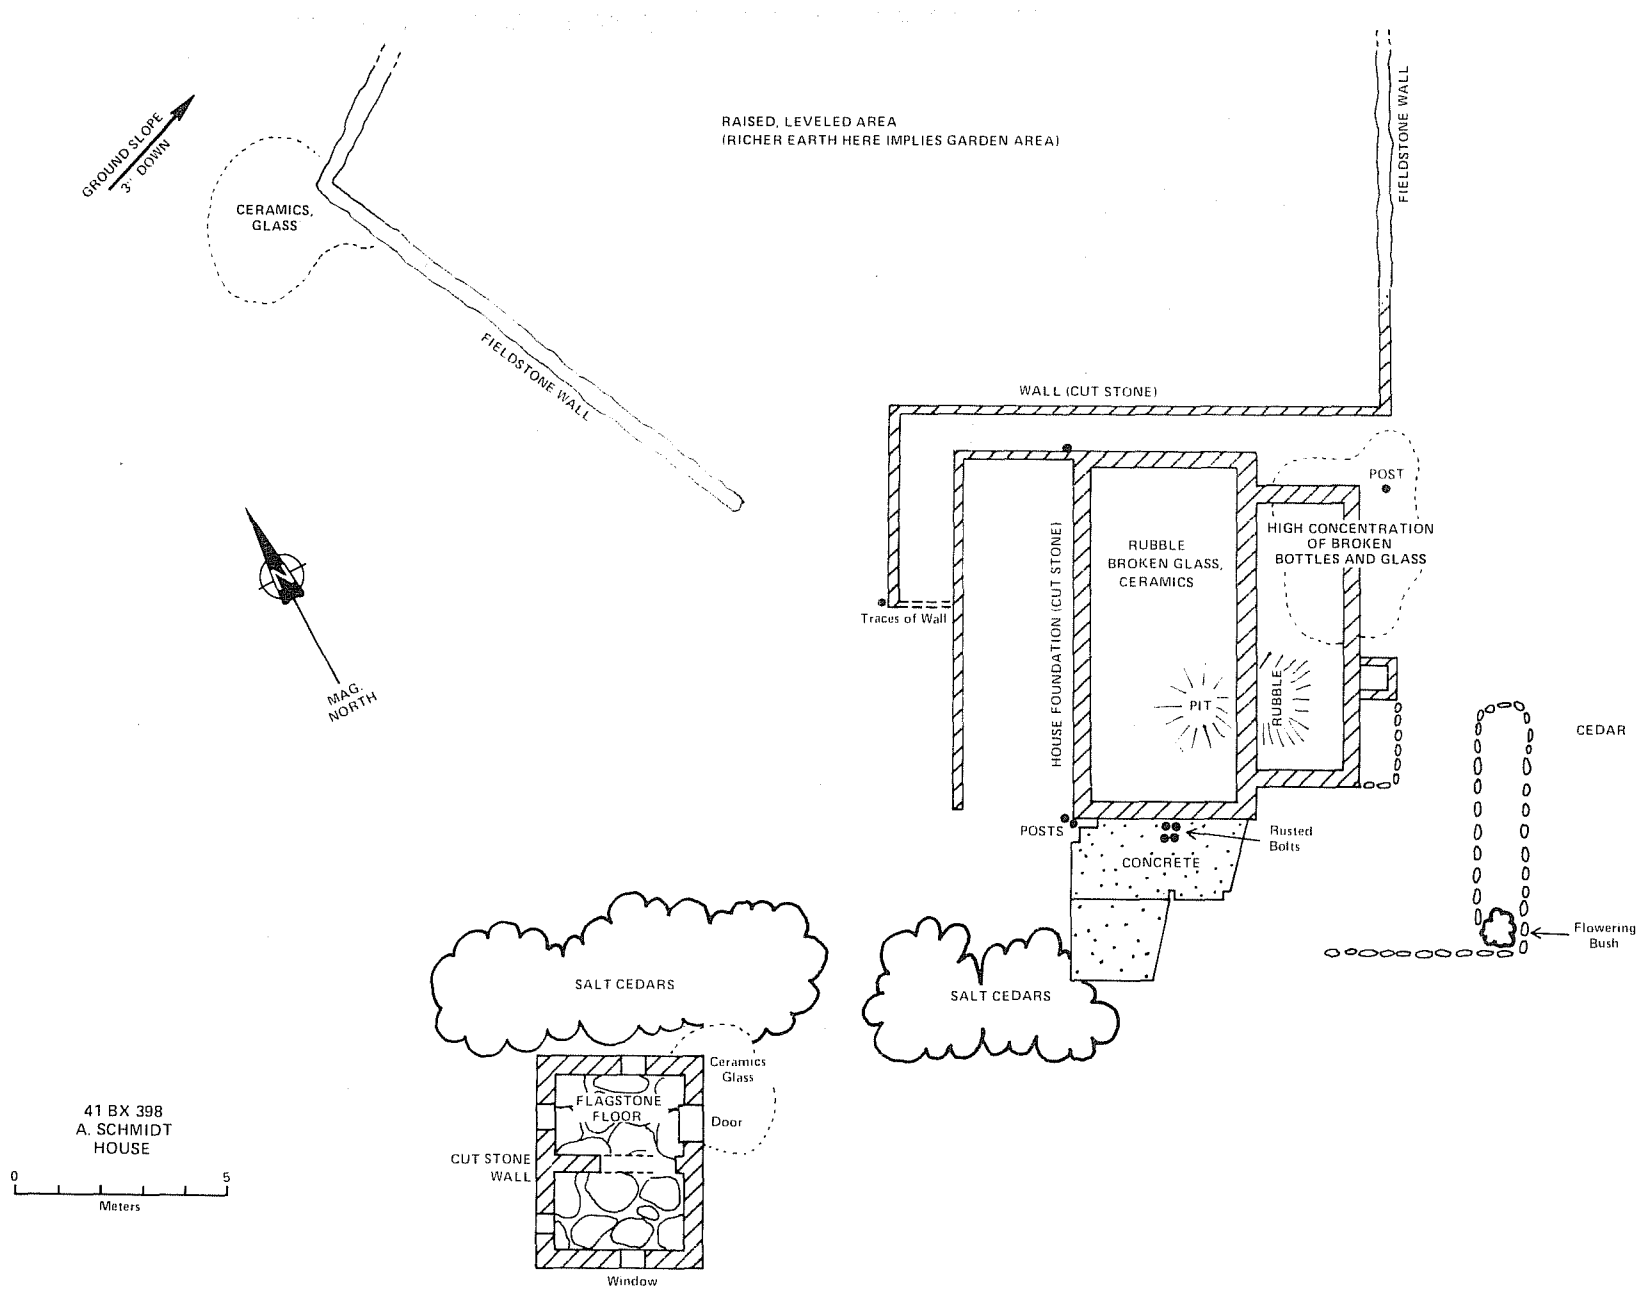 RAISED, LEVELED AREA
(RICHER EARTH HERE IMPLIES GARDEN AREA)
FIELDSTONE WALL
GROUND SLOPE
3° DOWN
CERAMICS,
GLASS
FIELDSTONE WALL
WALL (CUT STONE)
POST
HIGH CONCENTRATION
OF BROKEN
BOTTLES AND GLASS
RUBBLE
BROKEN GLASS,
CERAMICS
HOUSE FOUNDATION (CUT STONE)
Traces of Wall
N
MAG.
NORTH
PIT
RUBBLE
CEDAR
POSTS
Rusted
Bolts
CONCRETE
Flowering
Bush
SALT CEDARS
SALT CEDARS
Ceramics
Glass
FLAGSTONE
FLOOR
Door
CUT STONE
WALL
Window
41 BX 398
A. SCHMIDT
HOUSE
0 5
Meters